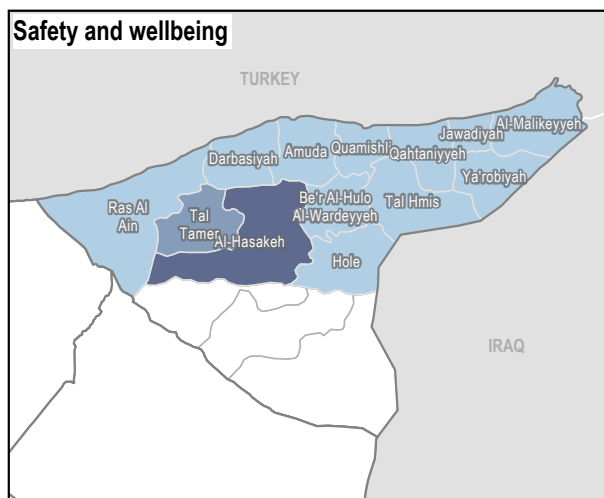 Safety and wellbeing
TURKEY
Al-Malikeyyeh
Jawadiyah
Quamishli
Qahtaniyyeh
Amuda
Darbasiyah
Ya'robiyah
Be'r Al-Hulo
Al-Wardeyyeh
Tal Hmis
Ras Al
Ain
Tal
Tamer
Al-Hasakeh
Hole
IRAQ